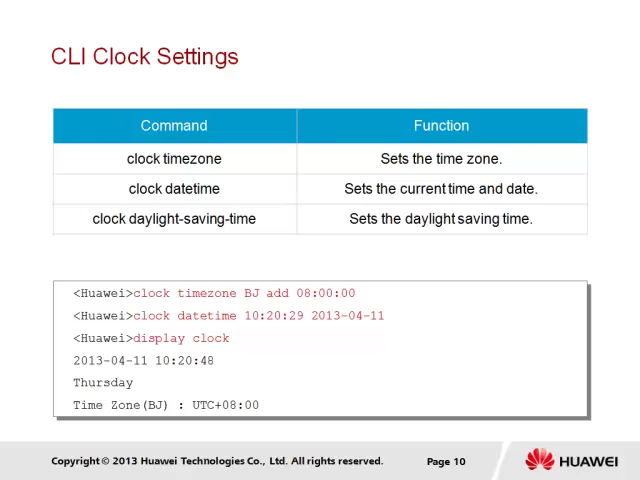 CLI Clock Settings
Command Function
clock timezone Sets the time zone.
clock datetime Sets the current time and date.
clock daylight-saving-time Sets the daylight saving time.
<Huawei>clock timezone BJ add 08:00:00
<Huawei>clock datetime 10:20:29 2013-04-11
<Huawei>display clock
2013-04-11 10:20:48
Thursday
Time Zone(BJ) : UTC+08:00
Copyright © 2013 Huawei Technologies Co., Ltd. All rights reserved. Page 10 HUAWEI